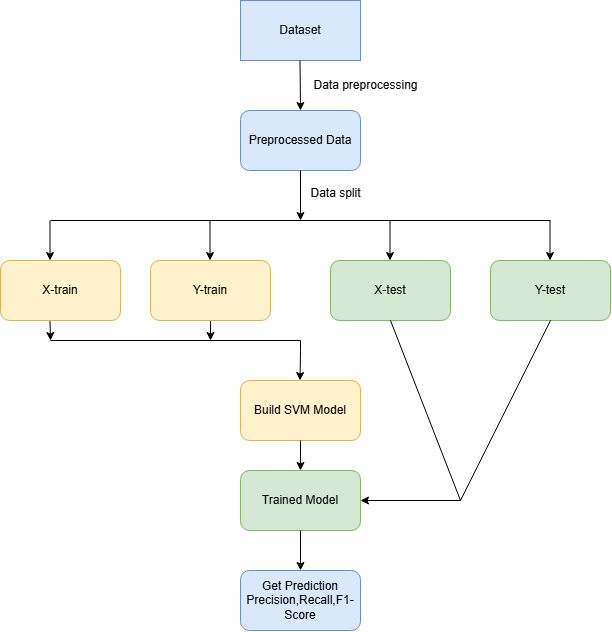 Dataset
Data preprocessing
Preprocessed Data
Data split
X-train
Y-train
X-test
Y-test
Build SVM Model
Trained Model
Get Prediction
Precision,Recall,F1-
Score